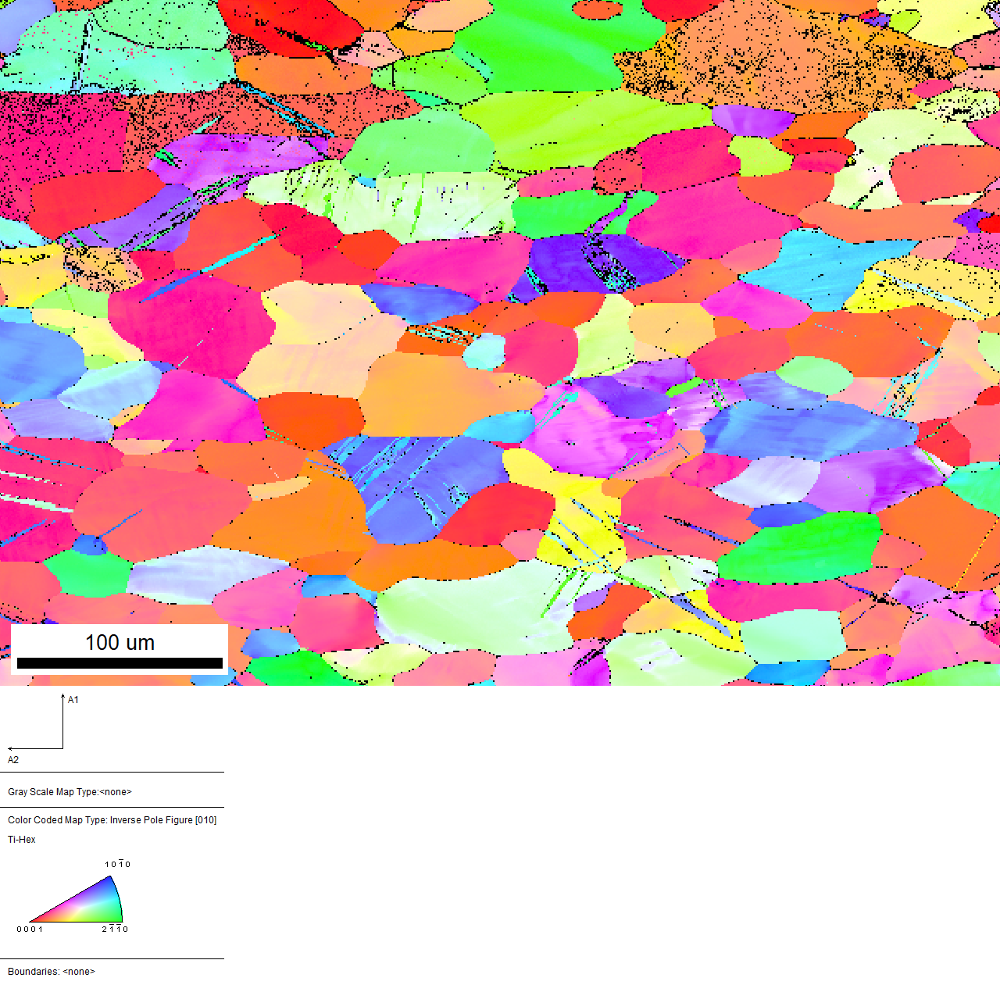 100 um
A1
A2
Gray Scale Map Type:<none>
Color Coded Map Type: Inverse Pole Figure [010]
Ti-Hex
1 0 1̅ 0
0 0 0 1
2 1̅ 1̅ 0
Boundaries: <none>